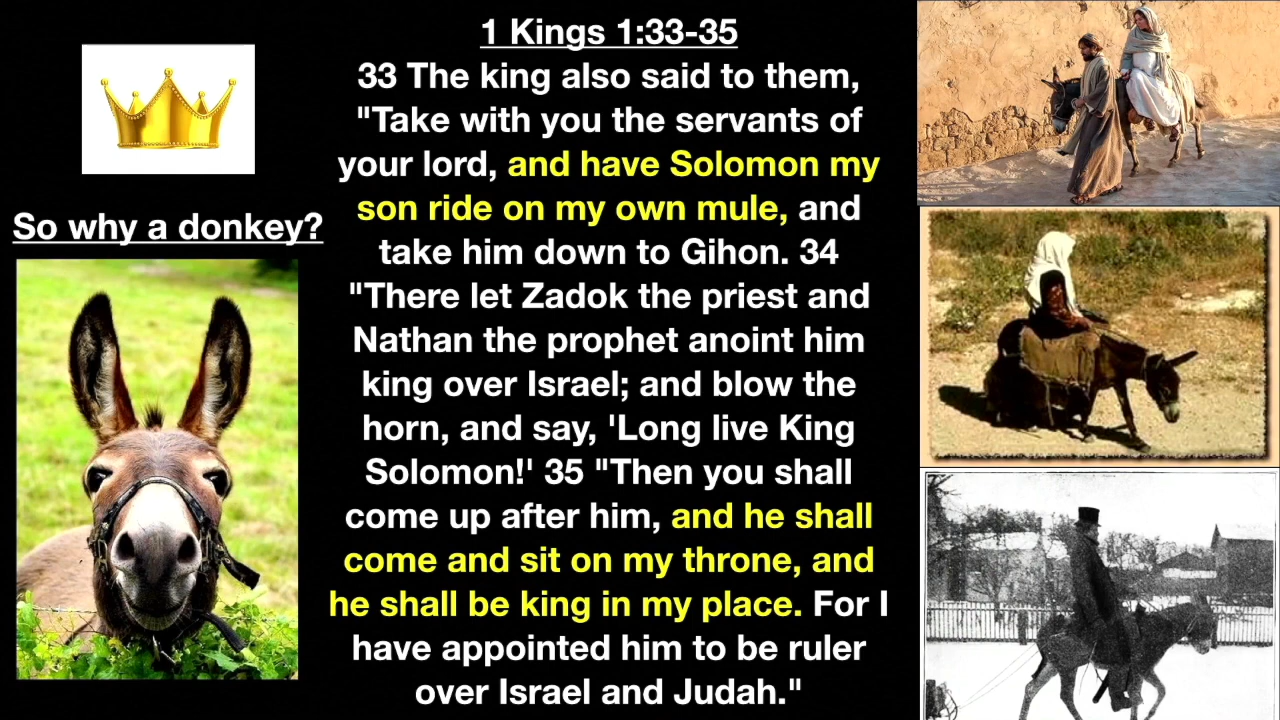 So why a donkey?
1 Kings 1:33-35
33 The king also said to them,
"Take with you the servants of
your lord, and have Solomon my
son ride on my own mule, and
take him down to Gihon. 34
"There let Zadok the priest and
Nathan the prophet anoint him
king over Israel; and blow the
horn, and say, 'Long live King
Solomon!' 35 "Then you shall
come up after him, and he shall
come and sit on my throne, and
he shall be king in my place. For I
have appointed him to be ruler
over Israel and Judah."